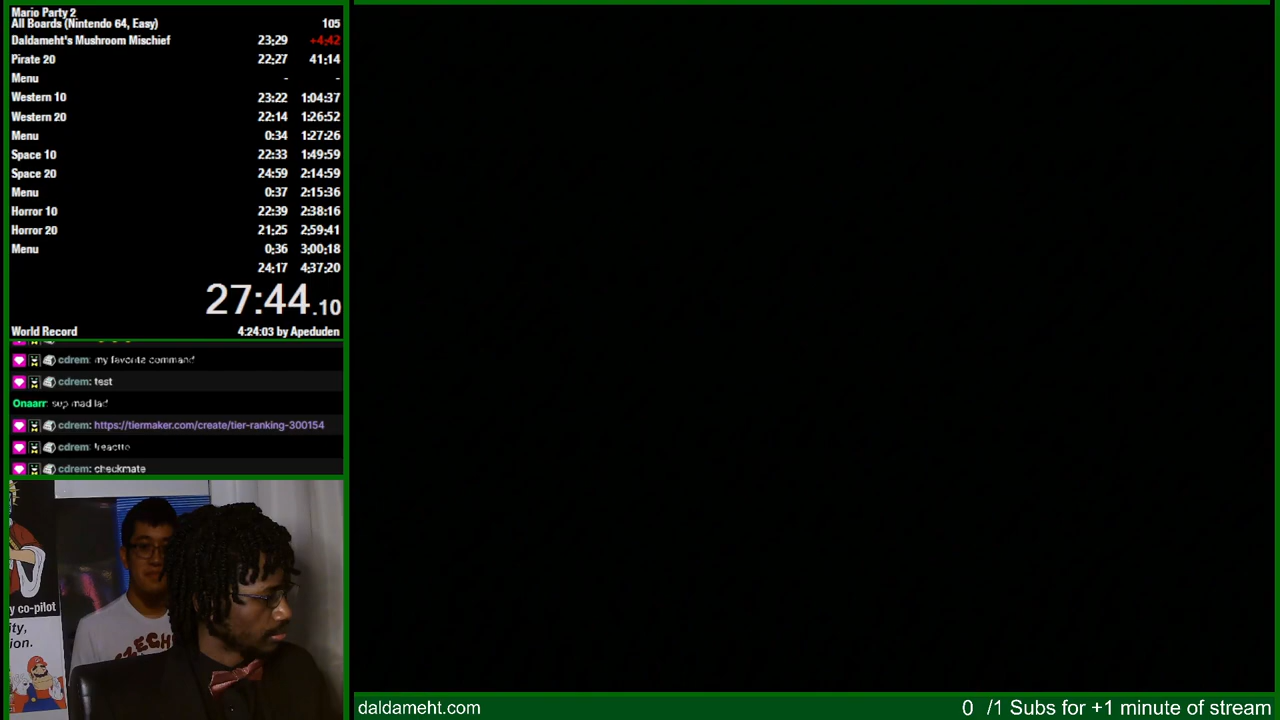 Mario Party 2
All Boards (Nintendo 64, Easy) 105
Daldameht's Mushroom Mischief 23:29 +4:42
Pirate 20 22:27 41:14
Menu - -
Western 10 23:22 1:04:37
Western 20 22:14 1:26:52
Menu 0:34 1:27:26
Space 10 22:33 1:49:59
Space 20 24:59 2:14:59
Menu 0:37 2:15:36
Horror 10 22:39 2:38:16
Horror 20 21:25 2:59:41
Menu 0:36 3:00:18
24:17 4:37:20
27:44.10
World Record 4:24:03 by Apeduden
cdrem: my favorite command
cdrem: test
Onaarr: sup mad lad
cdrem: https://tiermaker.com/create/tier-ranking-300154
cdrem: !reactto
cdrem: checkmate
y co-pilot
ity,
ion.
daldameht.com
0 /1 Subs for +1 minute of stream